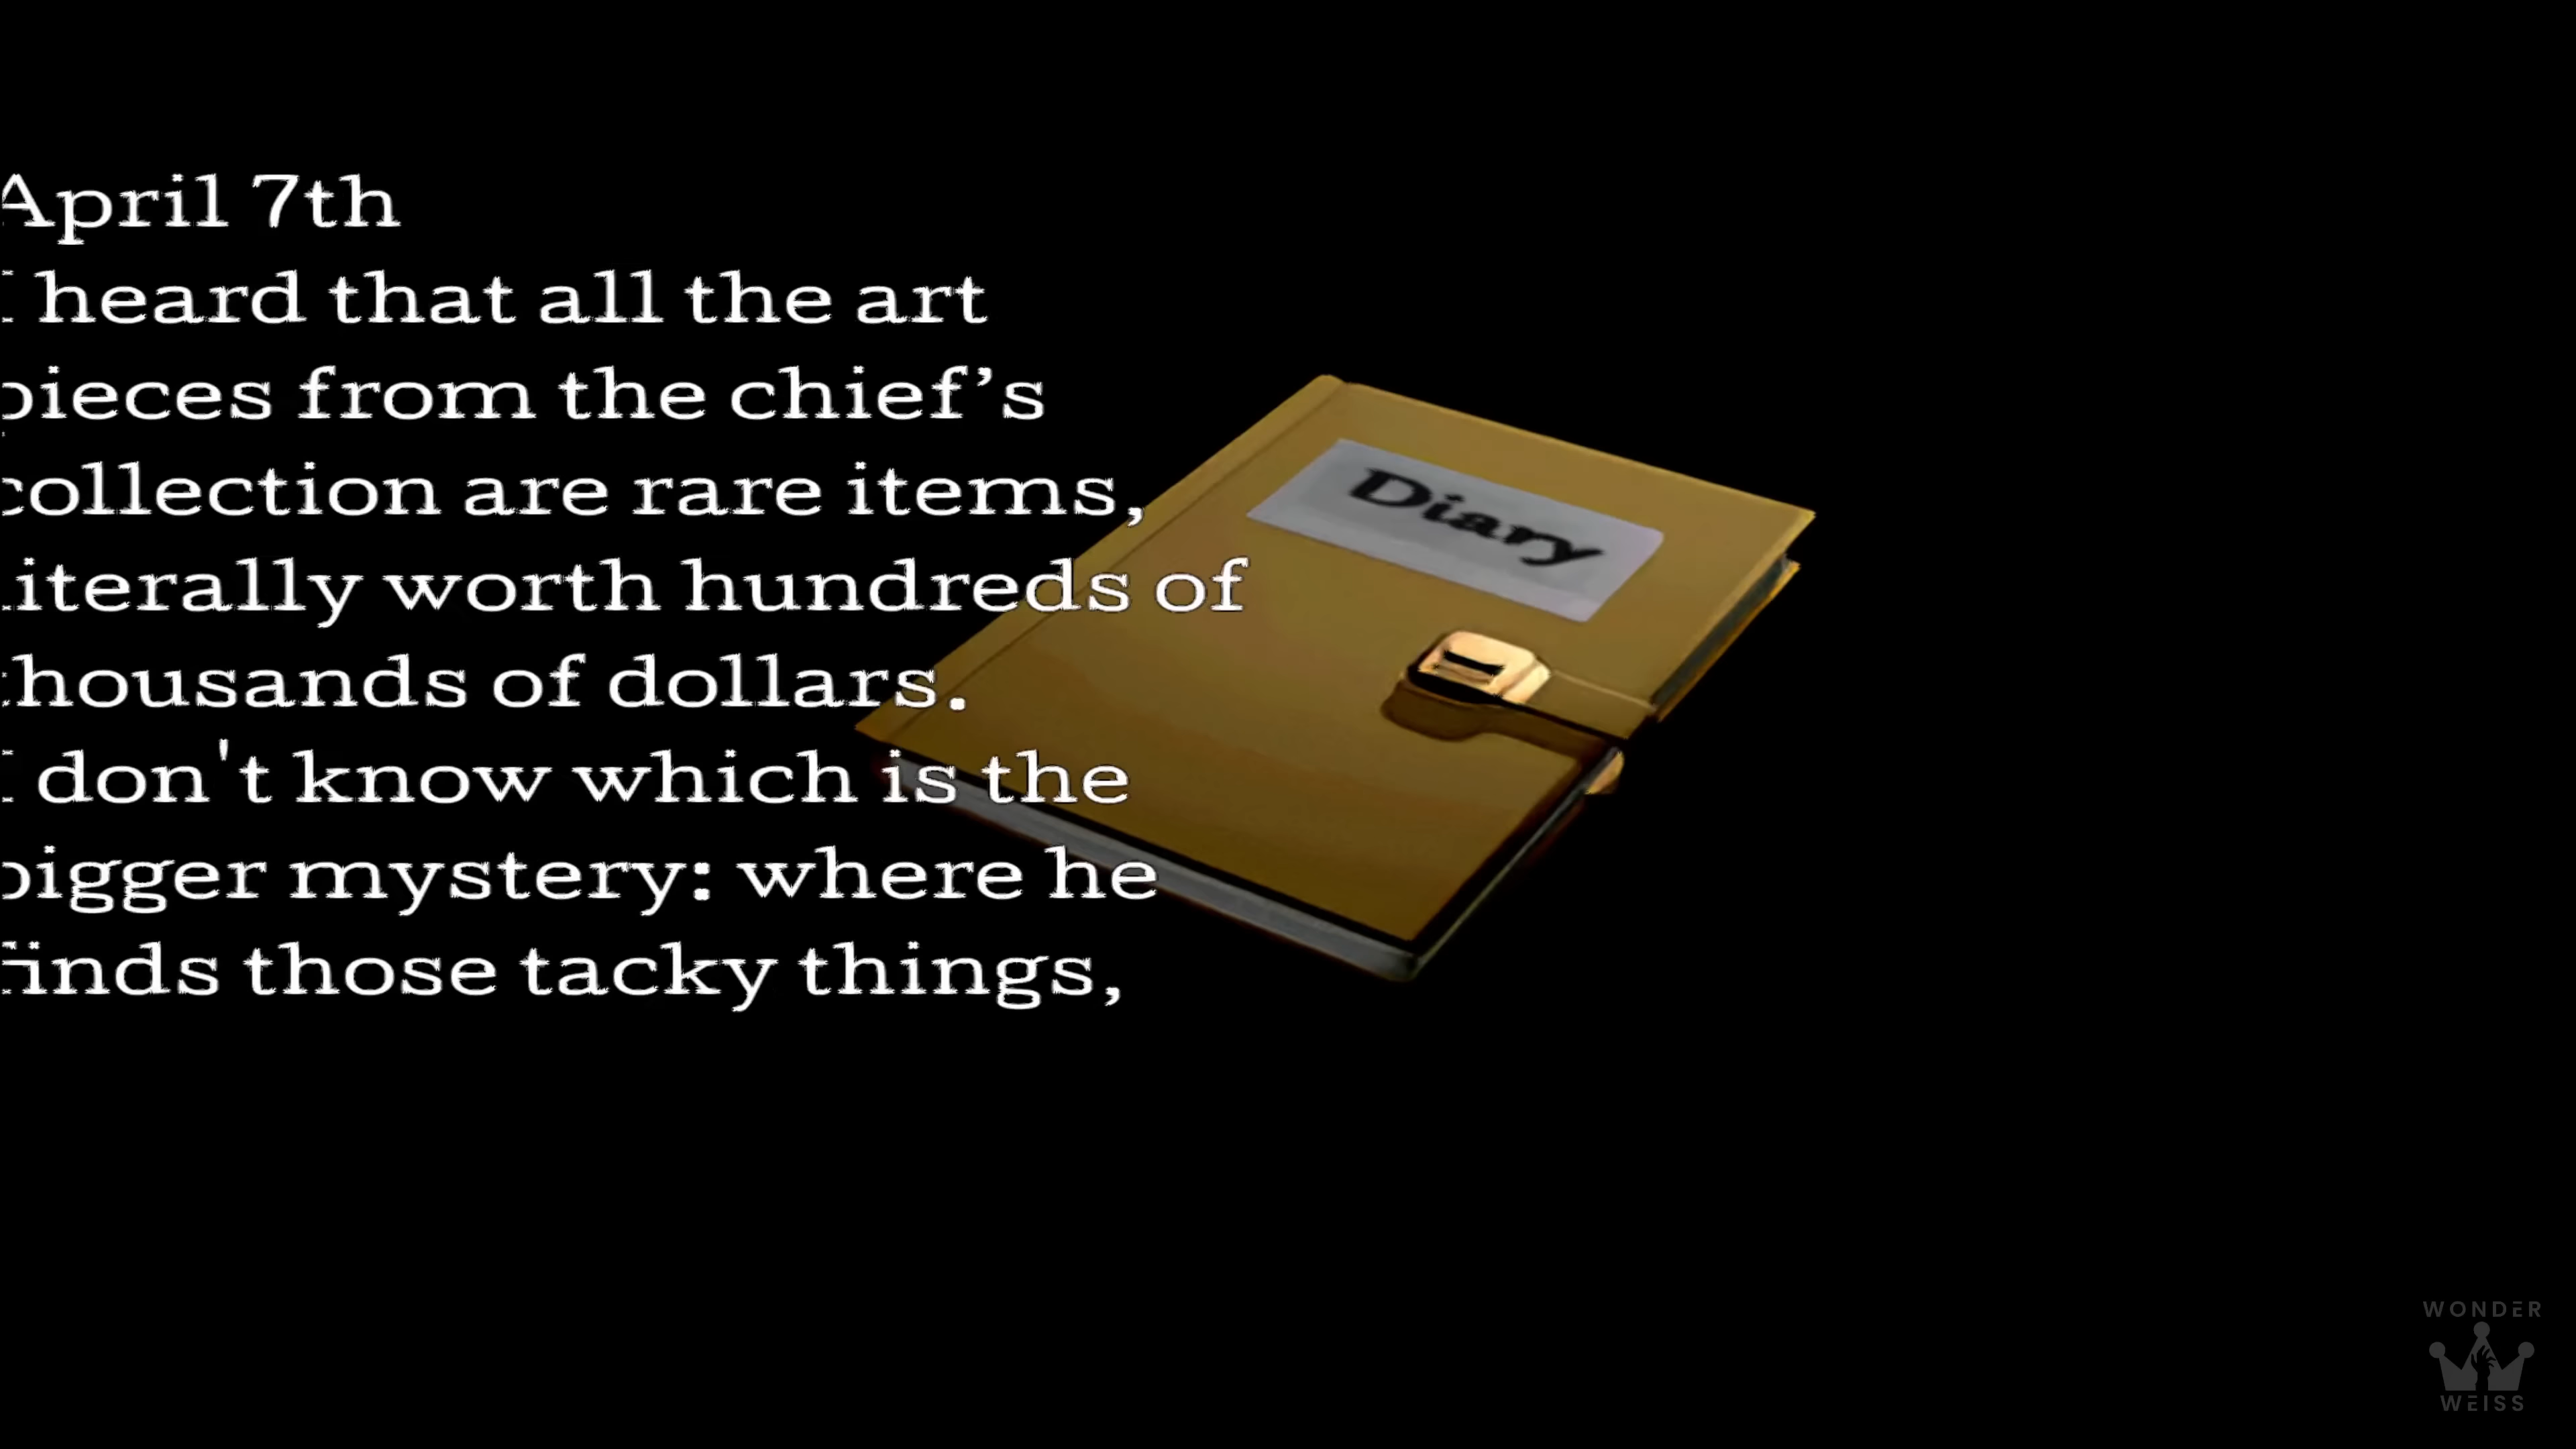 April 7th
I heard that all the art
pieces from the chief’s
collection are rare items,
literally worth hundreds of
thousands of dollars.
I don't know which is the
bigger mystery: where he
finds those tacky things,
Diary
WONDER
WEISS